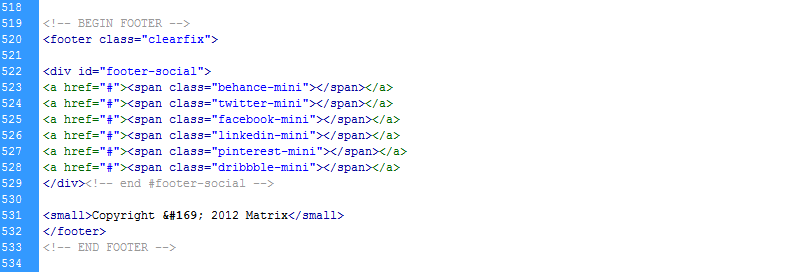 518
519 <!-- BEGIN FOOTER -->
520 <footer class="clearfix">
521
522 <div id="footer-social">
523 <a href="#"><span class="behance-mini"></span></a>
524 <a href="#"><span class="twitter-mini"></span></a>
525 <a href="#"><span class="facebook-mini"></span></a>
526 <a href="#"><span class="linkedin-mini"></span></a>
527 <a href="#"><span class="pinterest-mini"></span></a>
528 <a href="#"><span class="dribbble-mini"></span></a>
529 </div><!-- end #footer-social -->
530
531 <small>Copyright &#169; 2012 Matrix</small>
532 </footer>
533 <!-- END FOOTER -->
534